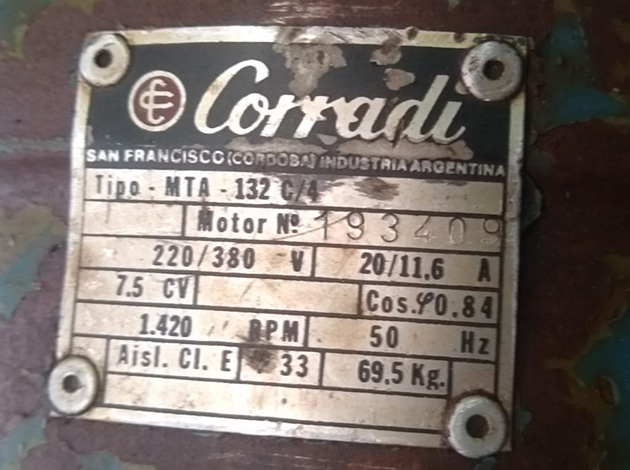 Corradi
SAN FRANCISCO (CORDOBA) INDUSTRIA ARGENTINA
Tipo - MTA - 132 C/4
Motor Nº 193409
220/380 V 20/11,6 A
7.5 CV Cos.φ 0.84
1.420 RPM 50 Hz
Aisl. Cl. E 33 69,5 Kg.